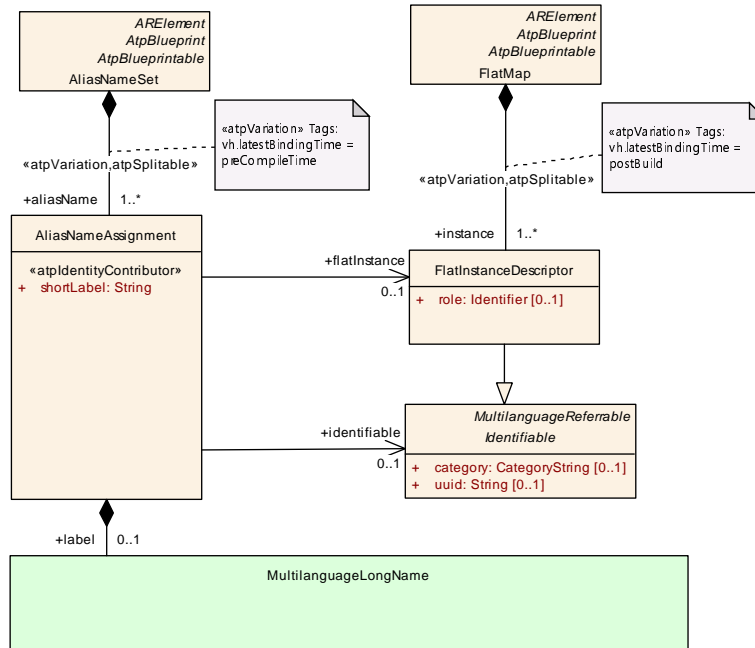 ARElement
AtpBlueprint
AtpBlueprintable
AliasNameSet
ARElement
AtpBlueprint
AtpBlueprintable
FlatMap
«atpVariation» Tags:
vh.latestBindingTime =
preCompileTime
«atpVariation» Tags:
vh.latestBindingTime =
postBuild
«atpVariation,atpSplitable»
«atpVariation,atpSplitable»
+aliasName 1..*
+instance 1..*
AliasNameAssignment
«atpIdentityContributor»
+ shortLabel: String
+flatInstance
0..1
FlatInstanceDescriptor
+ role: Identifier [0..1]
+identifiable
0..1
MultilanguageReferrable
Identifiable
+ category: CategoryString [0..1]
+ uuid: String [0..1]
+label 0..1
MultilanguageLongName